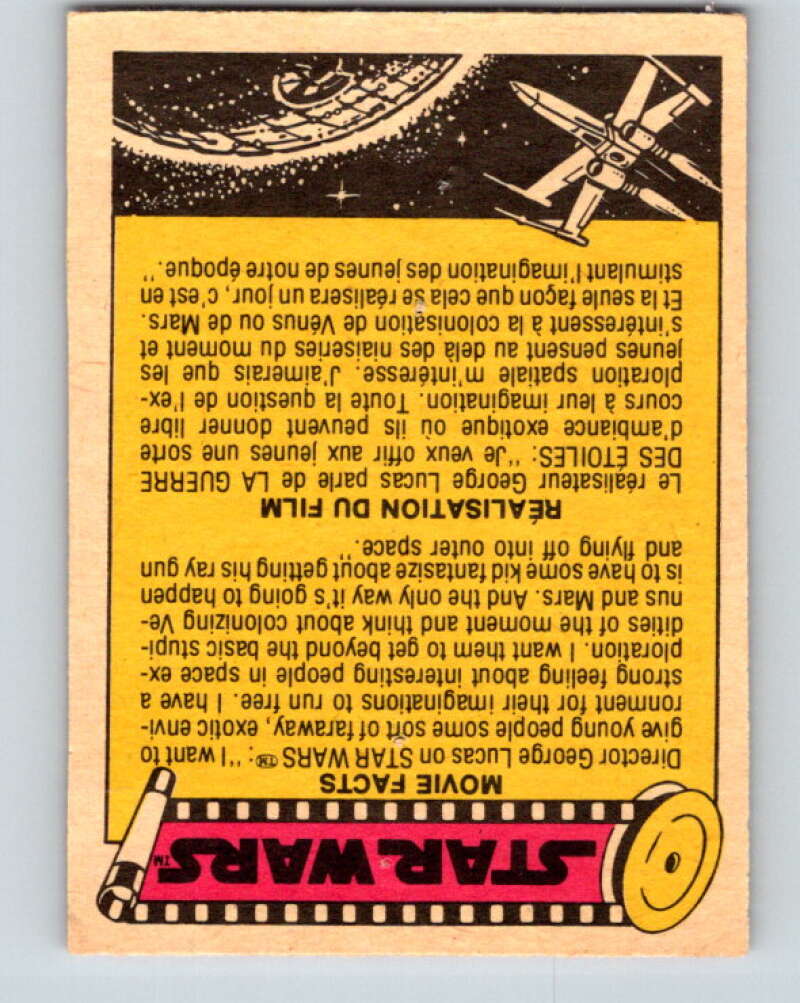 STAR WARS™
MOVIE FACTS
Director George Lucas on STAR WARS™: "I want to
give young people some sort of faraway, exotic envi-
ronment for their imaginations to run free. I have a
strong feeling about interesting people in space ex-
ploration. I want them to get beyond the basic stupi-
dities of the moment and think about colonizing Ve-
nus and Mars. And the only way it's going to happen
is to have some kid fantasize about getting his ray gun
and flying off into outer space."
RÉALISATION DU FILM
Le réalisateur George Lucas parle de LA GUERRE
DES ÉTOILES: "Je veux offir aux jeunes une sorte
d'ambiance exotique où ils peuvent donner libre
cours à leur imagination. Toute la question de l'ex-
ploration spatiale m'intéresse. J'aimerais que les
jeunes pensent au delà des niaiseries du moment et
s'intéressent à la colonisation de Vénus ou de Mars.
Et la seule façon que cela se réalisera un jour, c'est en
stimulant l'imagination des jeunes de notre époque."